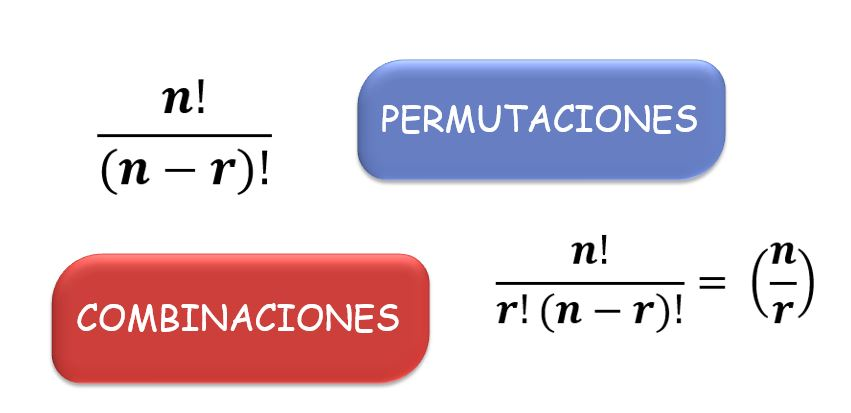 n!
(n − r)!
PERMUTACIONES
COMBINACIONES
n!
r! (n − r)!
= (n/r)